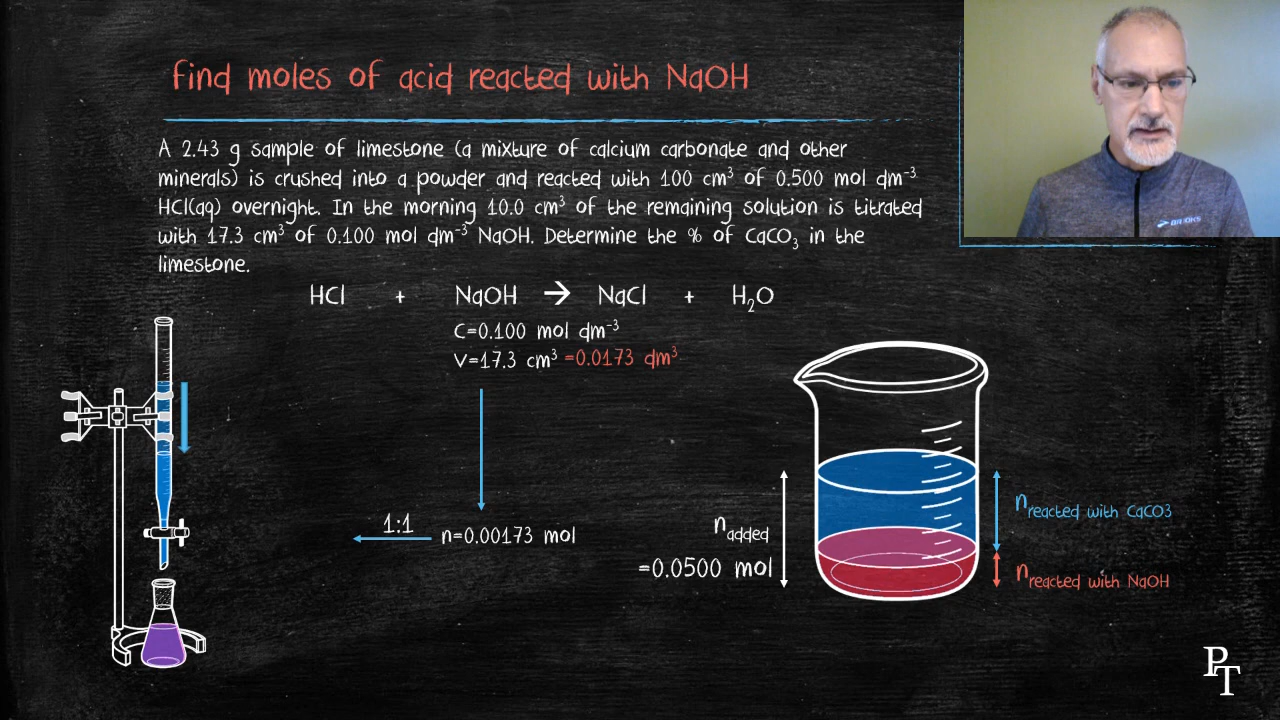 find moles of acid reacted with NaOH
A 2.43 g sample of limestone (a mixture of calcium carbonate and other
minerals) is crushed into a powder and reacted with 100 cm³ of 0.500 mol dm⁻³
HCl(aq) overnight. In the morning 10.0 cm³ of the remaining solution is titrated
with 17.3 cm³ of 0.100 mol dm⁻³ NaOH. Determine the % of CaCO₃ in the
limestone.
HCl + NaOH → NaCl + H₂O
C=0.100 mol dm⁻³
V=17.3 cm³ =0.0173 dm³
1:1
n=0.00173 mol
n added
=0.0500 mol
n reacted with CaCO3
n reacted with NaOH
BROOKS
PT